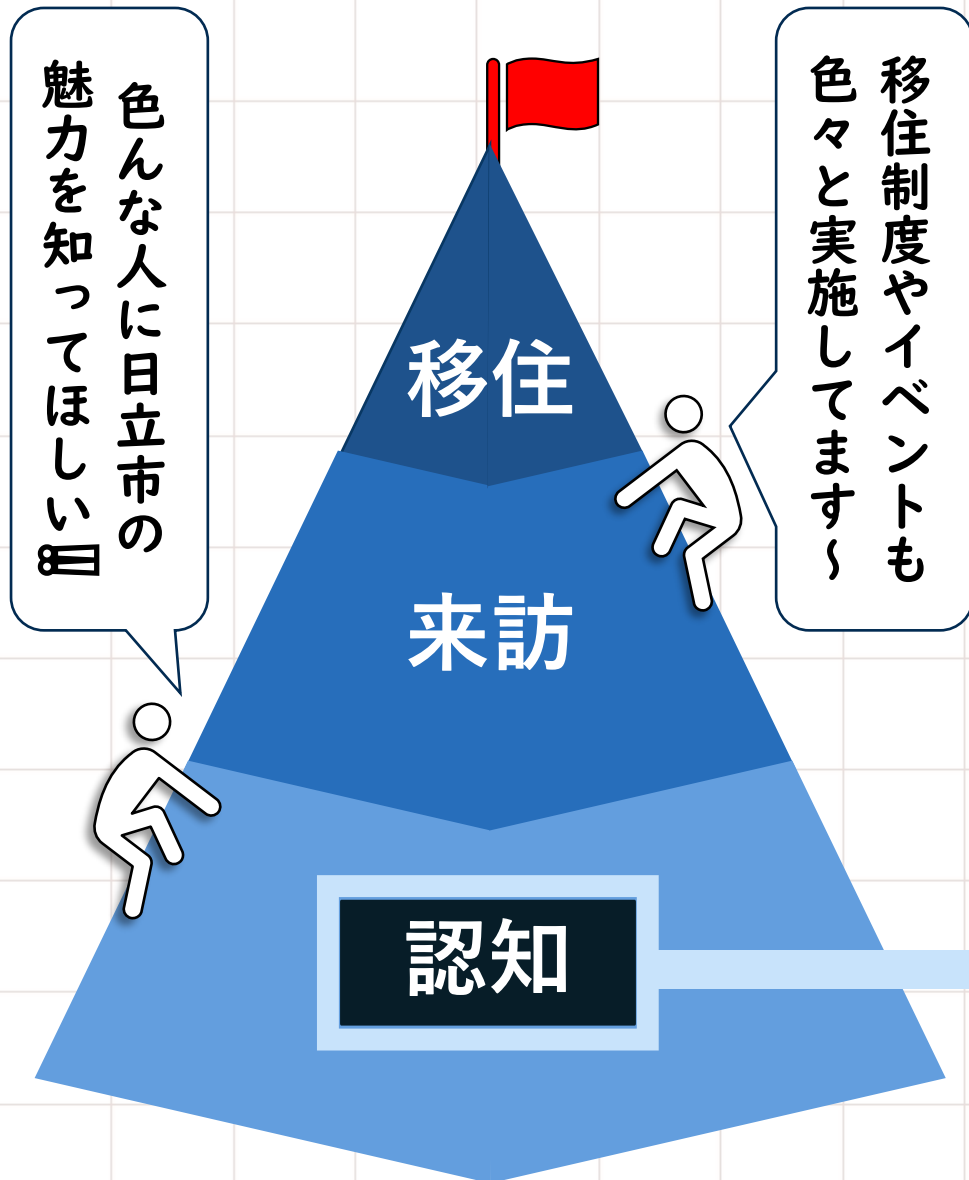 移住制度やイベントも
色々と実施してます～
色んな人に日立市の
魅力を知ってほしい
移住
来訪
認知